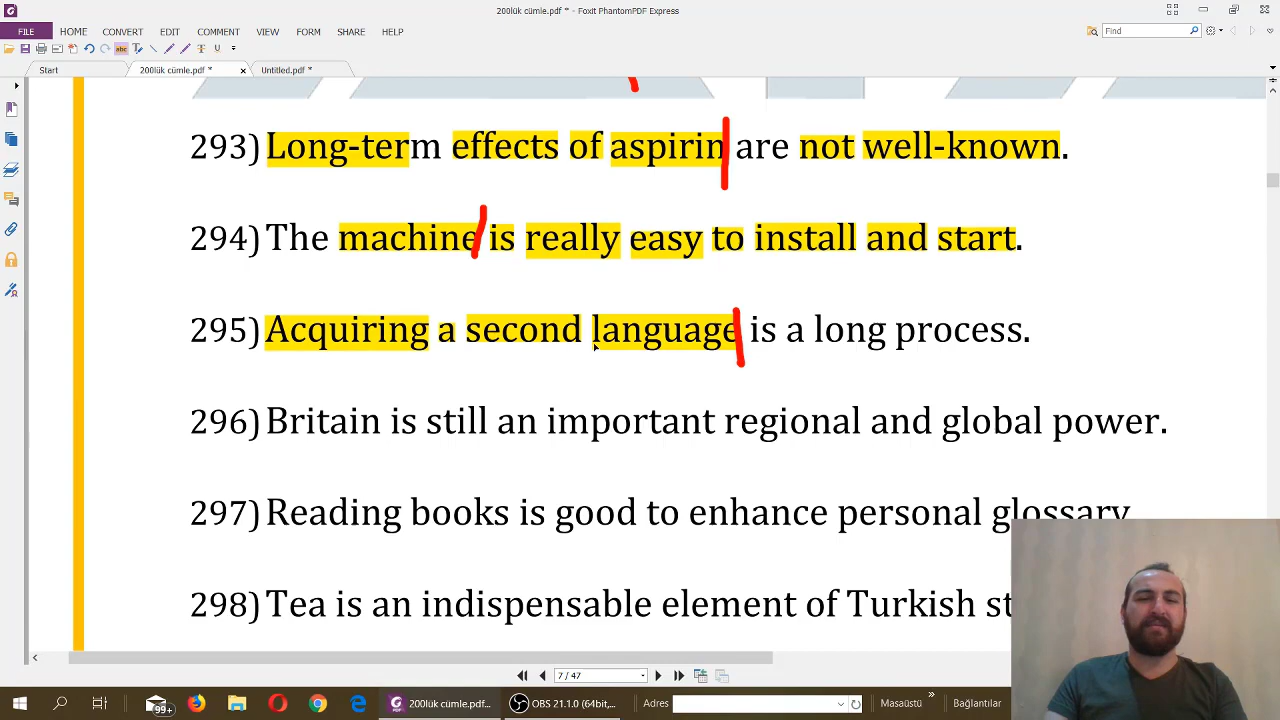 200lük cümle.pdf * - Foxit PhantomPDF Express
FILE HOME CONVERT EDIT COMMENT VIEW FORM SHARE HELP Find
Start 200lük cümle.pdf * Untitled.pdf *
293) Long-term effects of aspirin are not well-known.
294) The machine is really easy to install and start.
295) Acquiring a second language is a long process.
296) Britain is still an important regional and global power.
297) Reading books is good to enhance personal glossary.
298) Tea is an indispensable element of Turkish
7 / 47
99+ 200lük cümle.pdf... OBS 21.1.0 (64bit,... Adres Masaüstü Bağlantılar